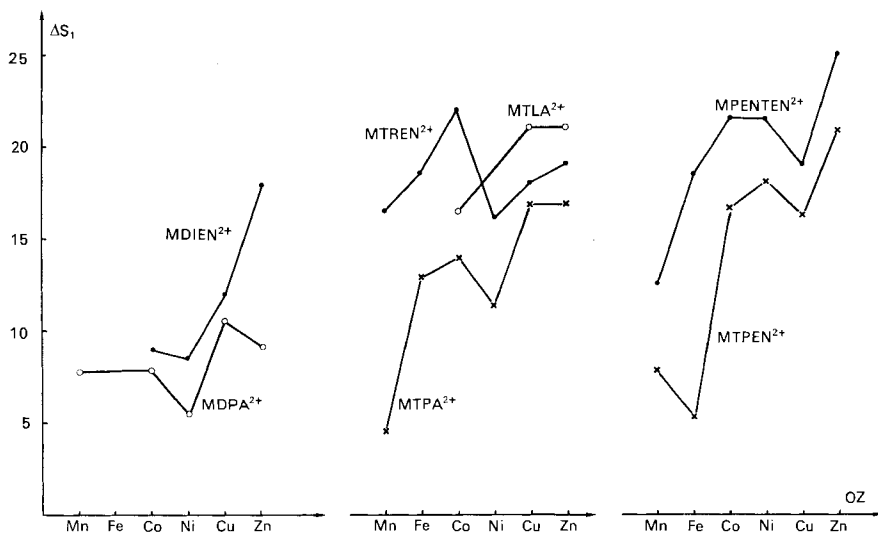 ΔS₁
25
20
15
10
5
MDIEN²⁺
MDPA²⁺
MTREN²⁺
MTLA²⁺
MTPA²⁺
MPENTEN²⁺
MTPEN²⁺
OZ
Mn Fe Co Ni Cu Zn
Mn Fe Co Ni Cu Zn
Mn Fe Co Ni Cu Zn